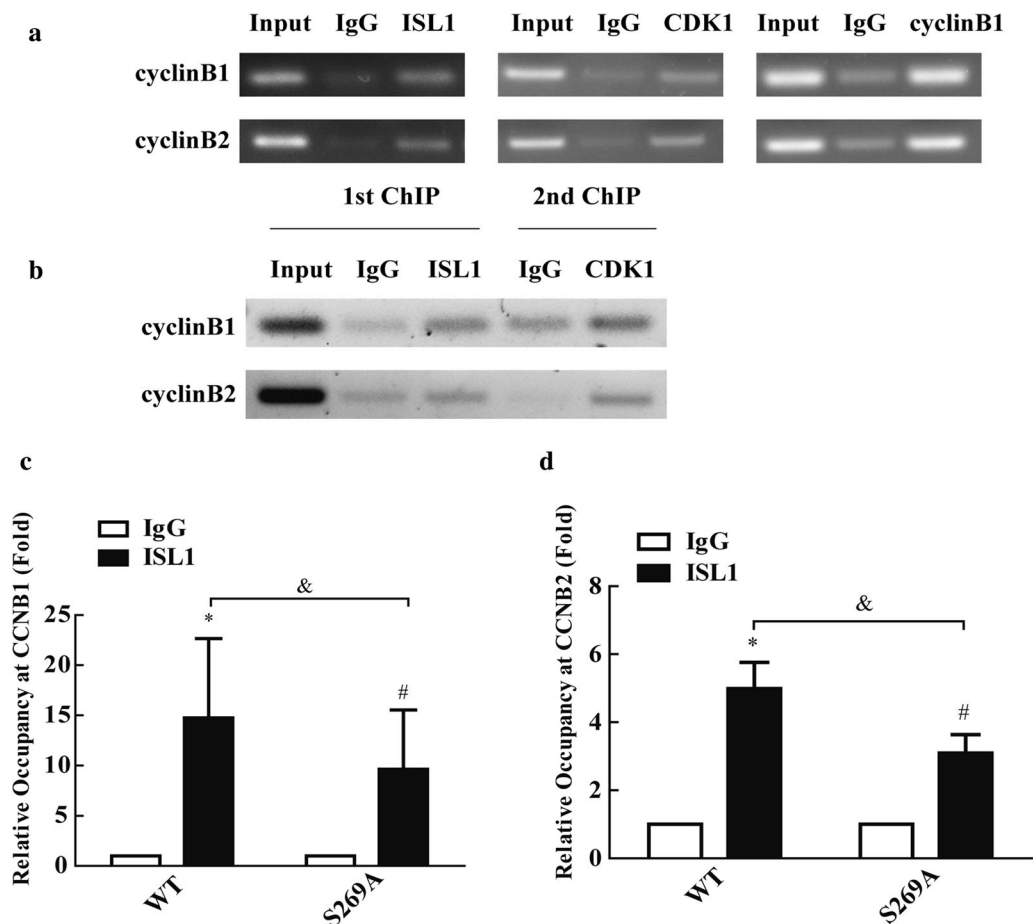 a
Input IgG ISL1 Input IgG CDK1 Input IgG cyclinB1
cyclinB1
cyclinB2
1st ChIP 2nd ChIP
b
Input IgG ISL1 IgG CDK1
cyclinB1
cyclinB2
c
Relative Occupancy at CCNB1 (Fold)
IgG
ISL1
&
*
#
25
20
15
10
5
0
WT S269A
d
Relative Occupancy at CCNB2 (Fold)
IgG
ISL1
&
*
#
8
6
4
2
0
WT S269A